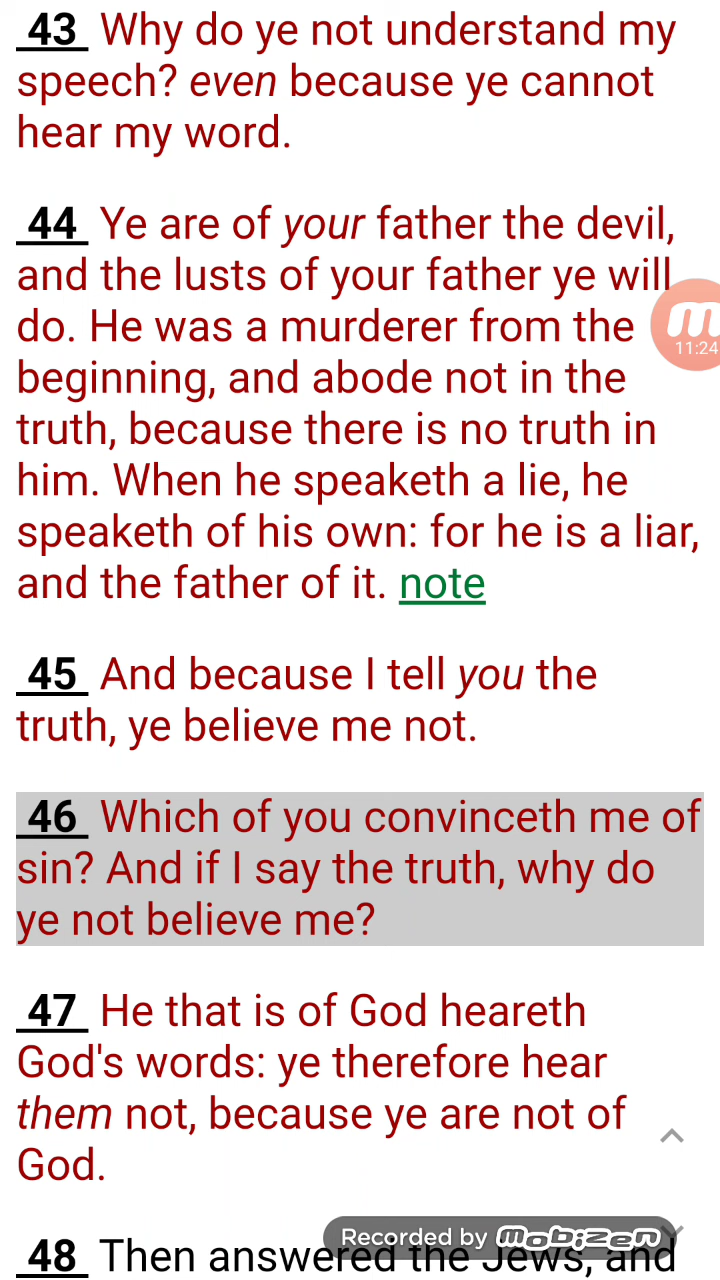 43 Why do ye not understand my
speech? even because ye cannot
hear my word.
44 Ye are of your father the devil,
and the lusts of your father ye will
do. He was a murderer from the
beginning, and abode not in the
truth, because there is no truth in
him. When he speaketh a lie, he
speaketh of his own: for he is a liar,
and the father of it. note
11:24
45 And because I tell you the
truth, ye believe me not.
46 Which of you convinceth me of
sin? And if I say the truth, why do
ye not believe me?
47 He that is of God heareth
God's words: ye therefore hear
them not, because ye are not of
God.
Recorded by mobizen
48 Then answered the Jews, and